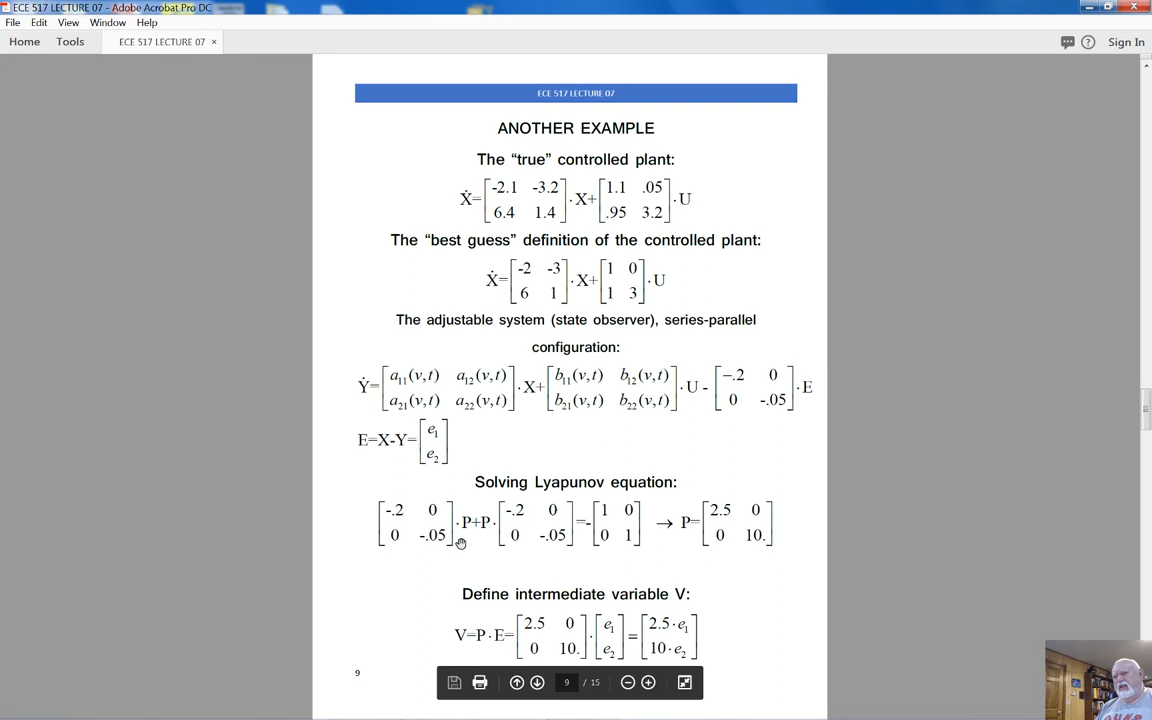 ECE 517 LECTURE 07 - Adobe Acrobat Pro DC
File Edit View Window Help
Home Tools ECE 517 LECTURE 07 × Sign In
ECE 517 LECTURE 07
ANOTHER EXAMPLE
The “true” controlled plant:
Ẋ=[-2.1 -3.2; 6.4 1.4]·X+[1.1 .05; .95 3.2]·U
The “best guess” definition of the controlled plant:
Ẋ=[-2 -3; 6 1]·X+[1 0; 1 3]·U
The adjustable system (state observer), series-parallel
configuration:
Ẏ=[a₁₁(v,t) a₁₂(v,t); a₂₁(v,t) a₂₂(v,t)]·X+[b₁₁(v,t) b₁₂(v,t); b₂₁(v,t) b₂₂(v,t)]·U - [-.2 0; 0 -.05]·E
E=X-Y=[e₁; e₂]
Solving Lyapunov equation:
[-.2 0; 0 -.05]·P+P·[-.2 0; 0 -.05]=-[1 0; 0 1] → P=[2.5 0; 0 10.]
Define intermediate variable V:
V=P·E=[2.5 0; 0 10.]·[e₁; e₂]=[2.5·e₁; 10·e₂]
9
9 / 15